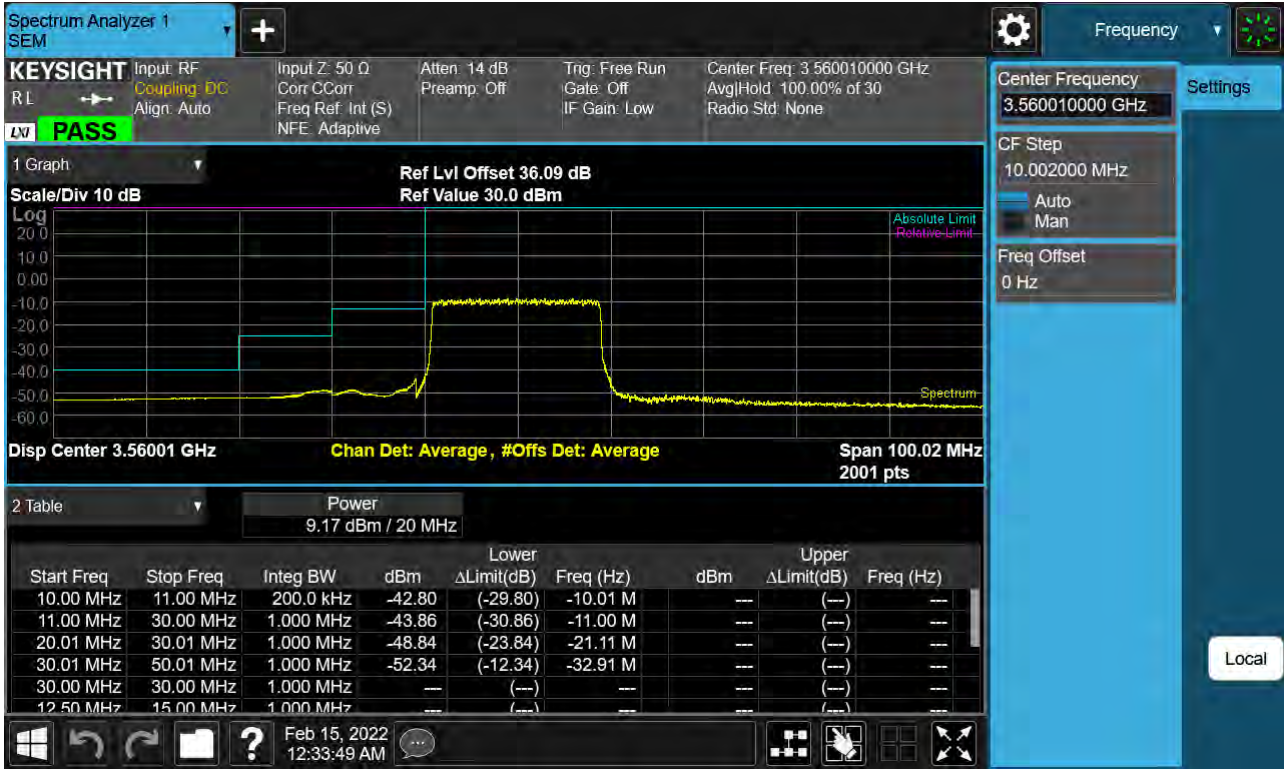 Spectrum Analyzer 1
SEM
+
Frequency
KEYSIGHT
Input: RF
Coupling: DC
Align: Auto
Input Z: 50 Ω
Corr CCorr
Freq Ref: Int (S)
NFE: Adaptive
Atten: 14 dB
Preamp: Off
Trig: Free Run
Gate: Off
IF Gain: Low
Center Freq: 3.560010000 GHz
Avg|Hold: 100.00% of 30
Radio Std: None
R L
LXI PASS
Center Frequency
3.560010000 GHz
Settings
CF Step
10.002000 MHz
Auto
Man
Freq Offset
0 Hz
1 Graph
Scale/Div 10 dB
Ref Lvl Offset 36.09 dB
Ref Value 30.0 dBm
Log
Absolute Limit
Relative Limit
20.0
10.0
0.00
-10.0
-20.0
-30.0
-40.0
-50.0
-60.0
Spectrum
Disp Center 3.56001 GHz
Chan Det: Average, #Offs Det: Average
Span 100.02 MHz
2001 pts
2 Table
Power
9.17 dBm / 20 MHz
Lower Upper
Start Freq Stop Freq Integ BW dBm ΔLimit(dB) Freq (Hz) dBm ΔLimit(dB) Freq (Hz)
10.00 MHz 11.00 MHz 200.0 kHz -42.80 (-29.80) -10.01 M --- (---) ---
11.00 MHz 30.00 MHz 1.000 MHz -43.86 (-30.86) -11.00 M --- (---) ---
20.01 MHz 30.01 MHz 1.000 MHz -48.84 (-23.84) -21.11 M --- (---) ---
30.01 MHz 50.01 MHz 1.000 MHz -52.34 (-12.34) -32.91 M --- (---) ---
30.00 MHz 30.00 MHz 1.000 MHz --- (---) --- --- (---) ---
12.50 MHz 15.00 MHz 1.000 MHz --- (---) --- --- (---) ---
Local
?
Feb 15, 2022
12:33:49 AM